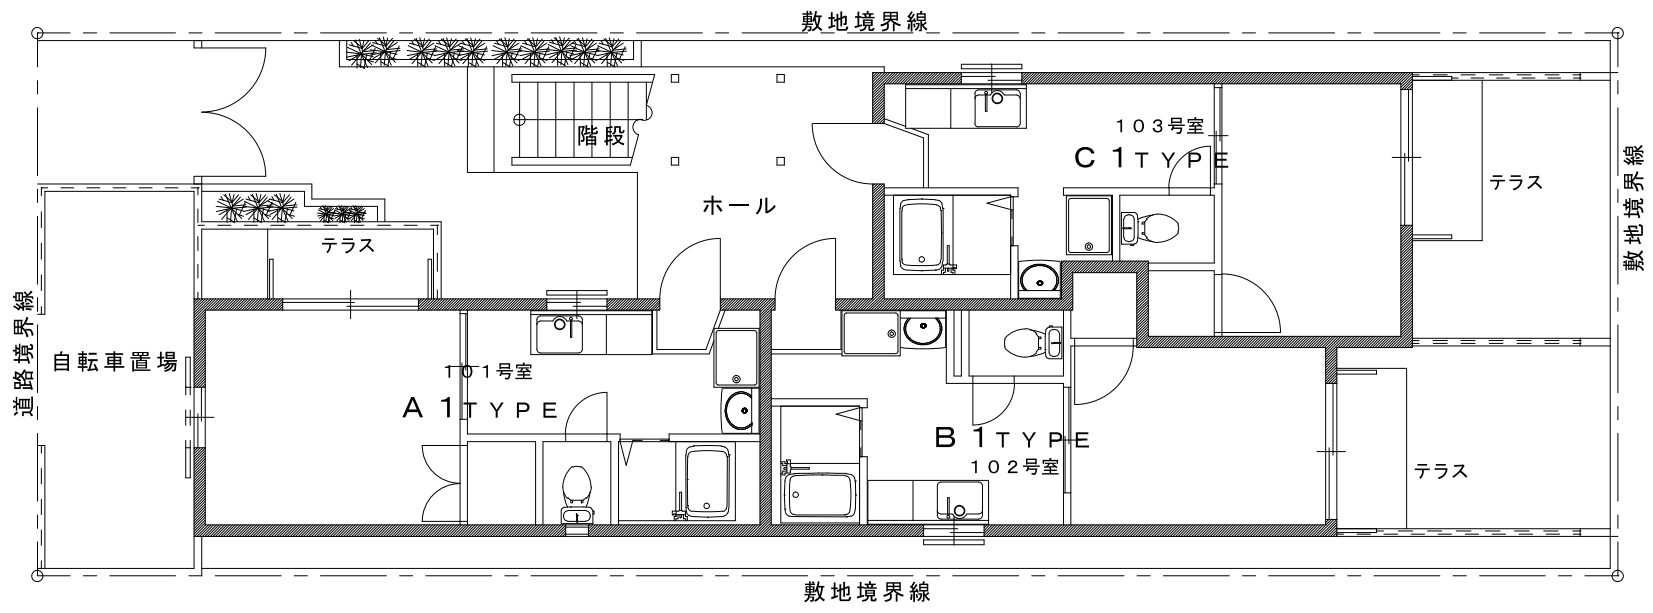 敷地境界線
階段
１０３号室
Ｃ１ＴＹＰＥ
テラス
敷地境界線
ホール
テラス
道路境界線
自転車置場
１０１号室
Ａ１ＴＹＰＥ
Ｂ１ＴＹＰＥ
１０２号室
テラス
敷地境界線